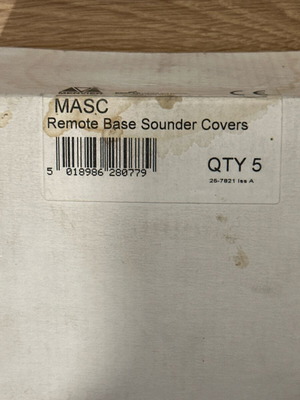 MASC
Remote Base Sounder Covers
5 018986 280779
QTY 5
26-7821 Iss A